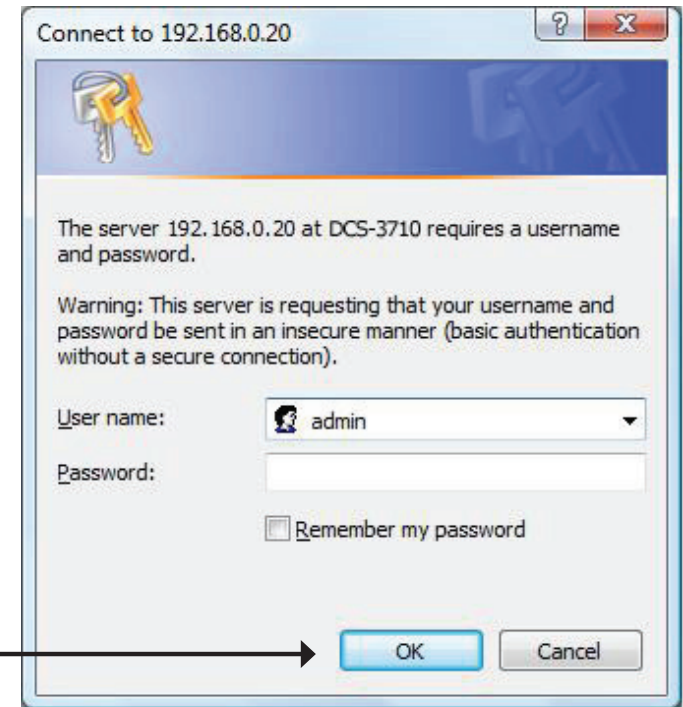 Connect to 192.168.0.20
The server 192.168.0.20 at DCS-3710 requires a username
and password.
Warning: This server is requesting that your username and
password be sent in an insecure manner (basic authentication
without a secure connection).
User name:
admin
Password:
Remember my password
OK
Cancel